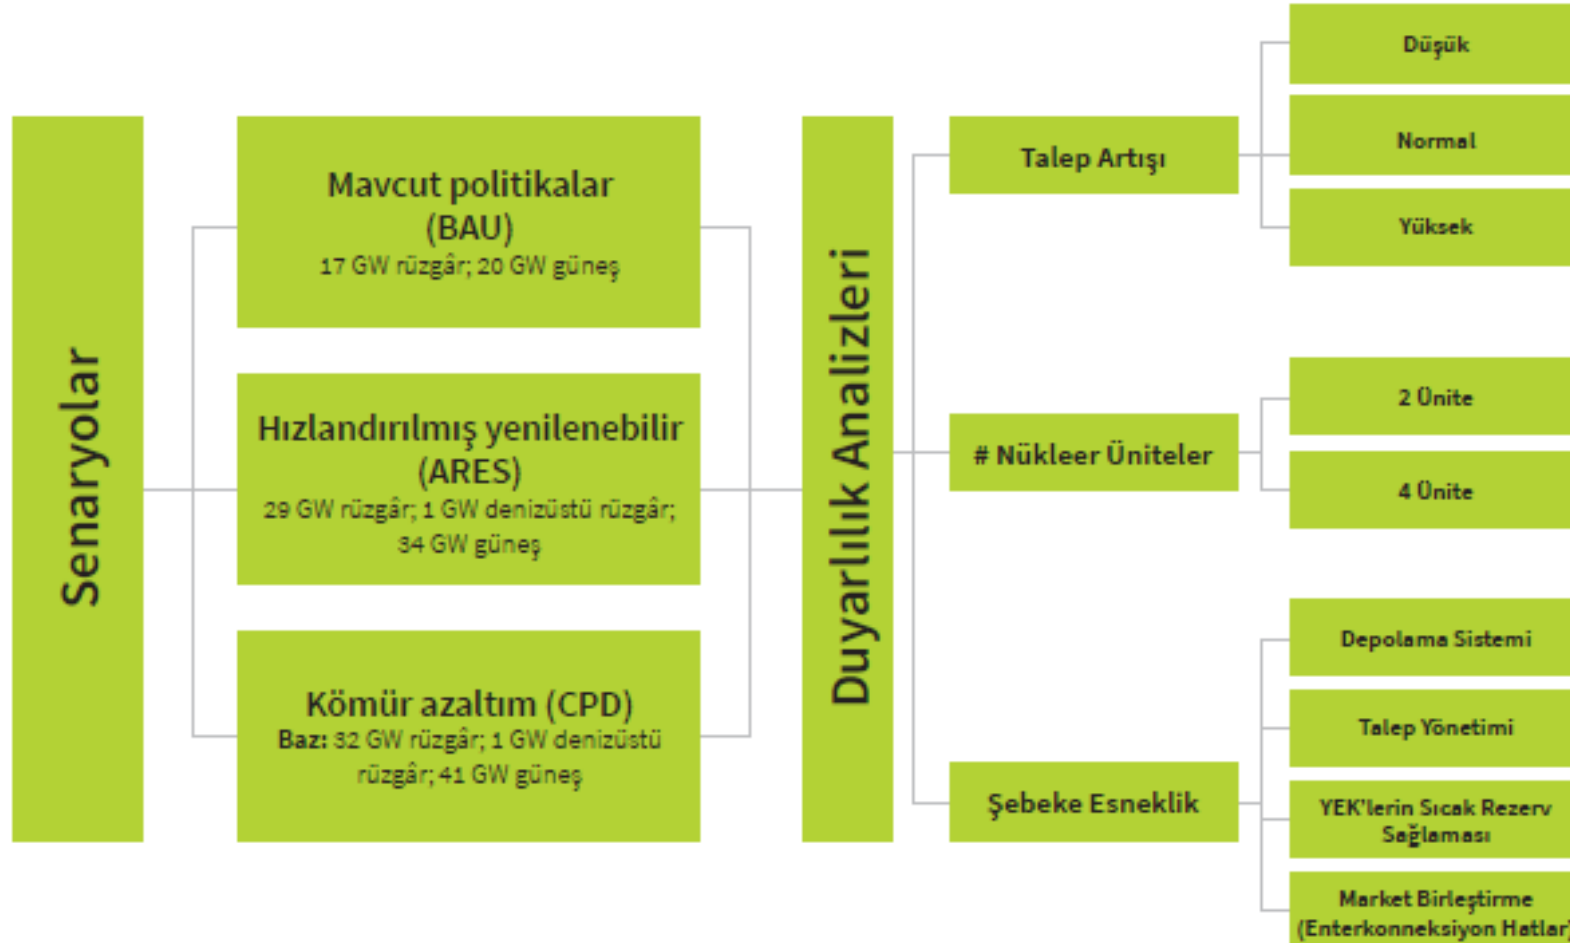 Senaryolar
Mavcut politikalar
(BAU)
17 GW rüzgâr; 20 GW güneş
Hızlandırılmış yenilenebilir
(ARES)
29 GW rüzgâr; 1 GW denizüstü rüzgâr;
34 GW güneş
Kömür azaltım (CPD)
Baz: 32 GW rüzgâr; 1 GW denizüstü
rüzgâr; 41 GW güneş
Duyarlılık Analizleri
Talep Artışı
Düşük
Normal
Yüksek
# Nükleer Üniteler
2 Ünite
4 Ünite
Şebeke Esneklik
Depolama Sistemi
Talep Yönetimi
YEK'lerin Sıcak Rezerv
Sağlaması
Market Birleştirme
(Enterkonneksiyon Hatlar)